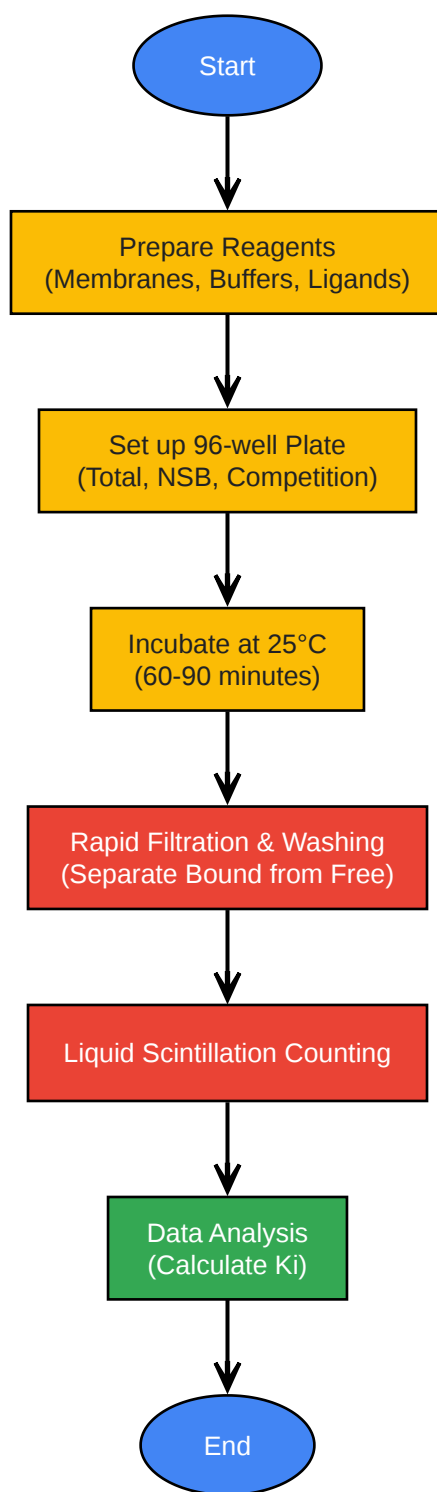 Start
Prepare Reagents
(Membranes, Buffers, Ligands)
Set up 96-well Plate
(Total, NSB, Competition)
Incubate at 25°C
(60-90 minutes)
Rapid Filtration & Washing
(Separate Bound from Free)
Liquid Scintillation Counting
Data Analysis
(Calculate Ki)
End